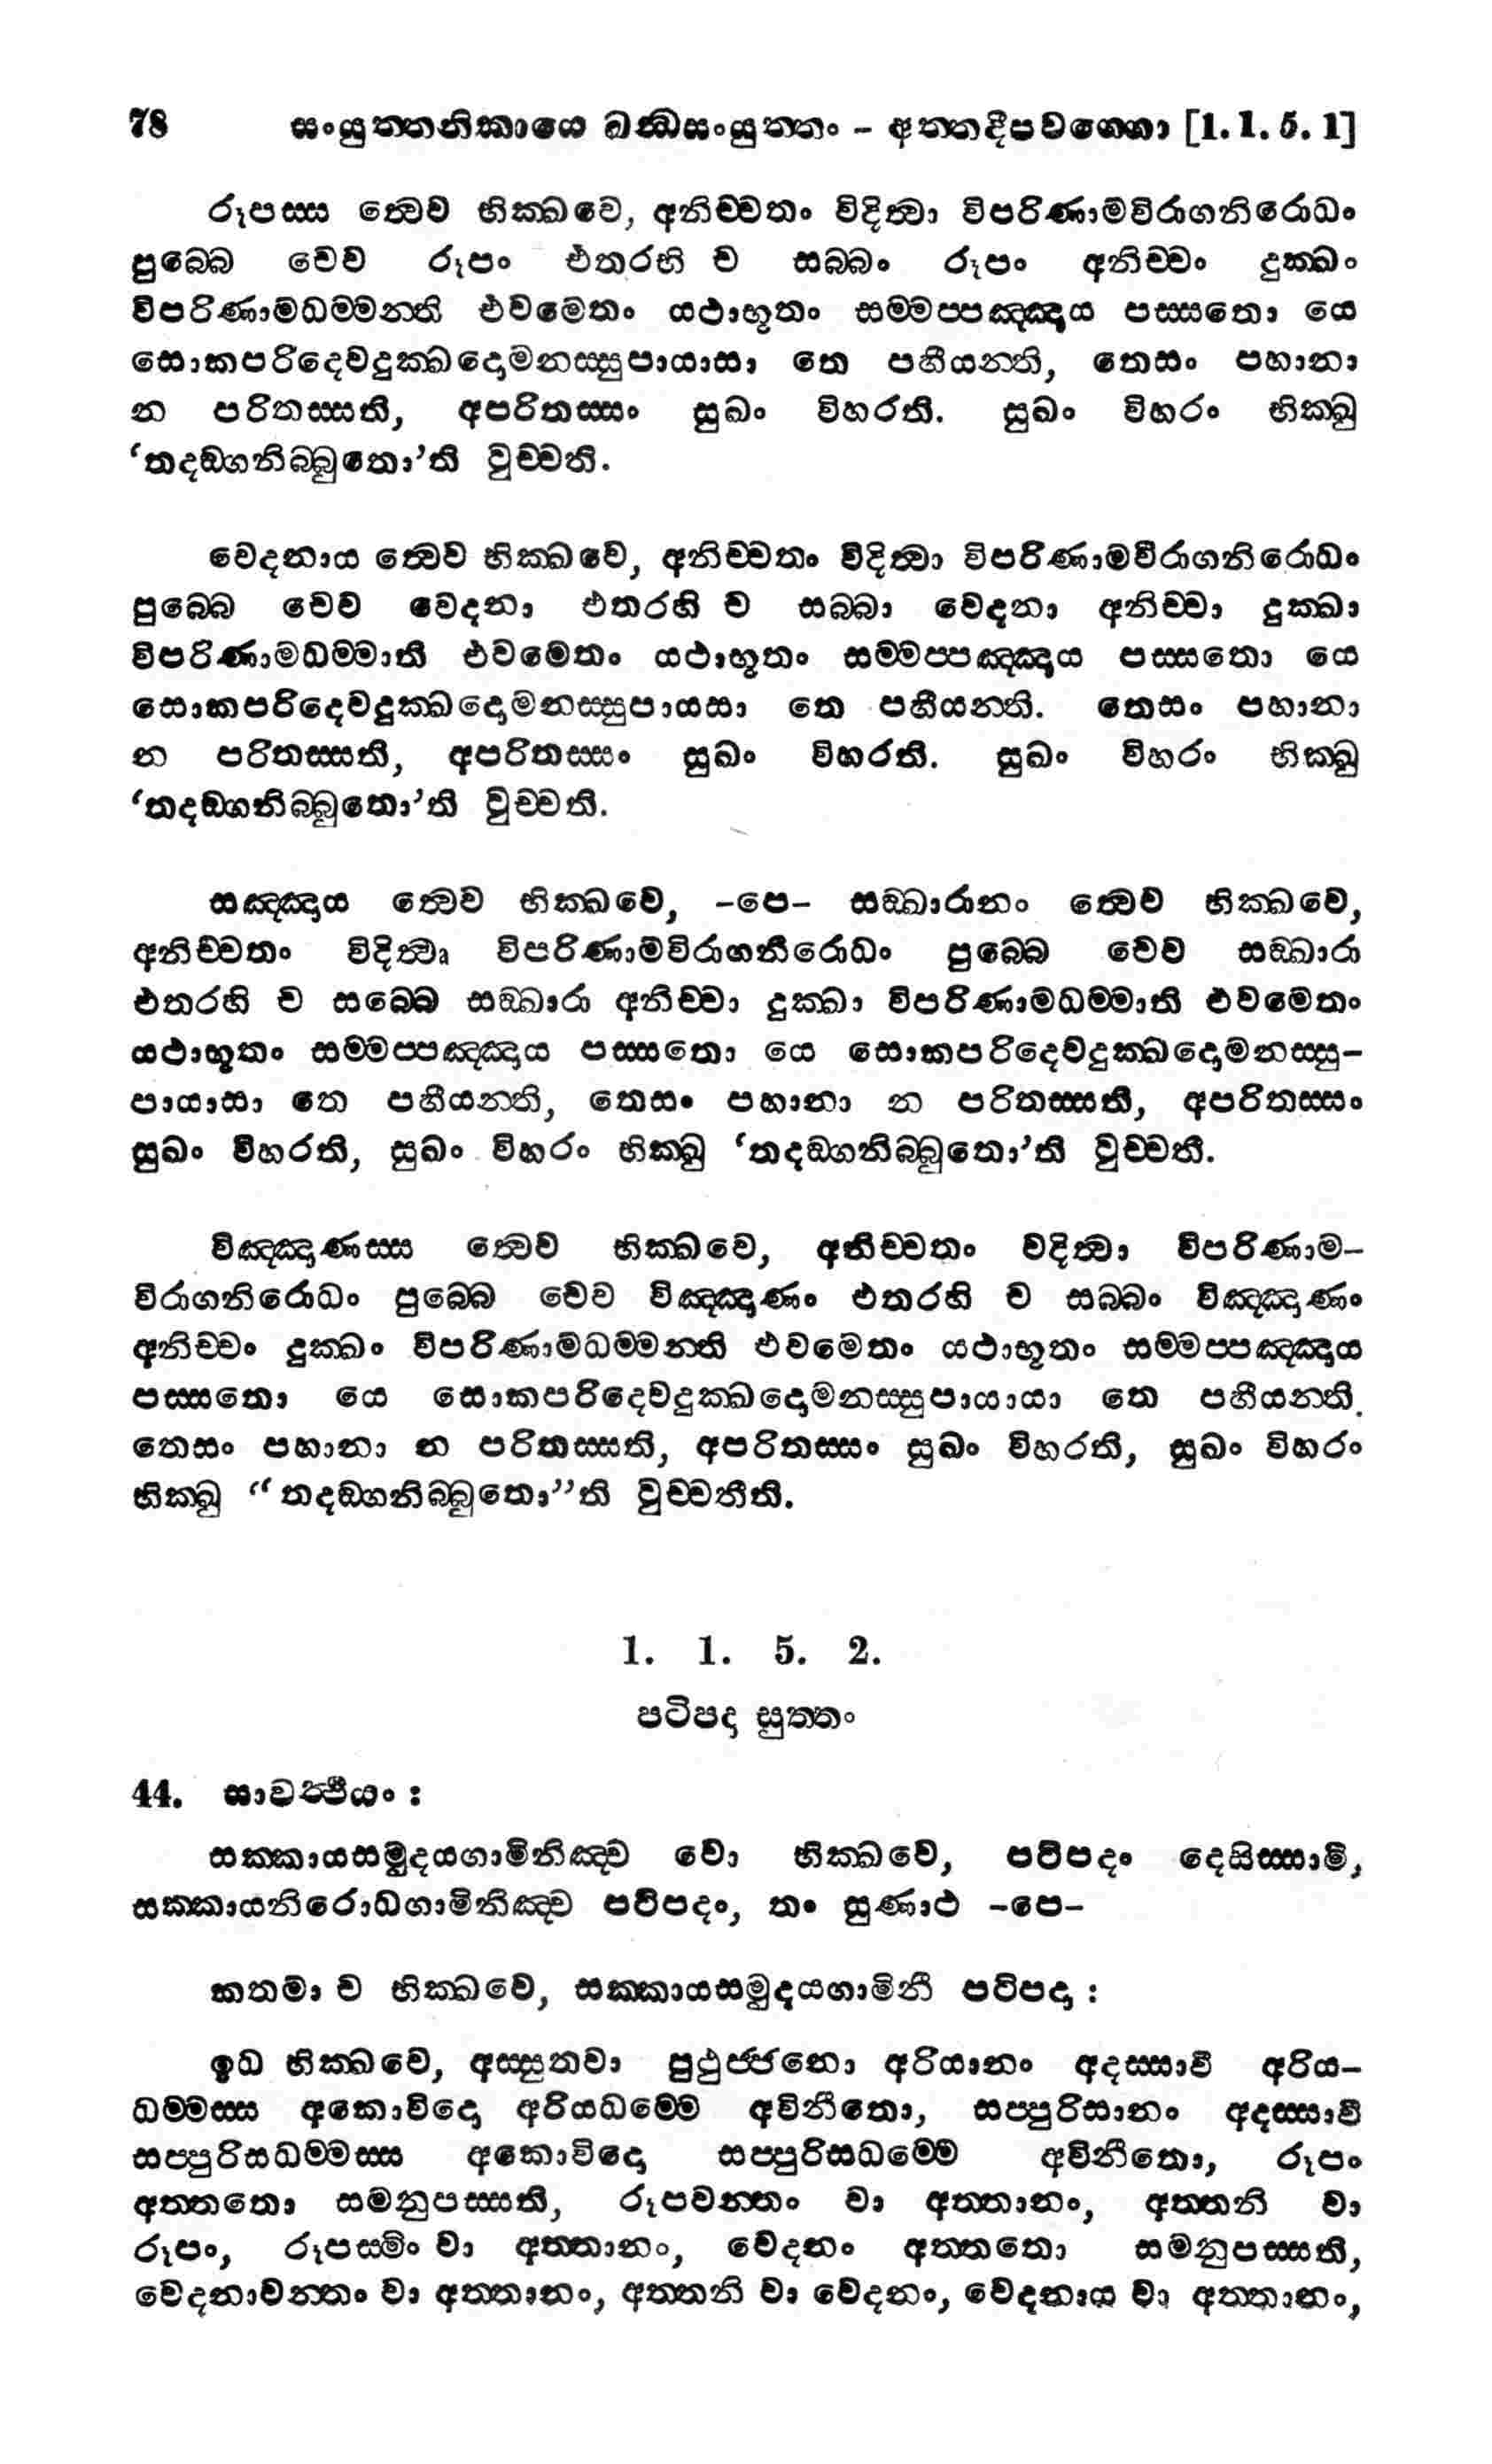 78 සංයුත්තනිකායෙ ඛන්ධසංයුත්තං - අත්තදීපවග්ගො [1. 1. 5. 1]
රූපස්ස ත්වෙව භික්ඛවෙ, අනිච්චතං විදිත්වා විපරිණාමවිරාගනිරොධං
පුබ්බෙ චෙව රූපං එතරහි ච සබ්බං රූපං අනිච්චං දුක්ඛං
විපරිණාමධම්මන්ති එවමෙතං යථාභූතං සම්මප්පඤ්ඤාය පස්සතො යෙ
සොකපරිදෙවදුක්ඛදොමනස්සුපායාසා තෙ පහීයන්ති, තෙසං පහානා
න පරිතස්සති, අපරිතස්සං සුඛං විහරති. සුඛං විහරං භික්ඛු
‘තදඞ්ගනිබ්බුතො’ති වුච්චති.
වෙදනාය ත්වෙව භික්ඛවෙ, අනිච්චතං විදිත්වා විපරිණාමවිරාගනිරොධං
පුබ්බෙ චෙව වෙදනා එතරහි ච සබ්බා වෙදනා අනිච්චා දුක්ඛා
විපරිණාමධම්මාති එවමෙතං යථාභූතං සම්මප්පඤ්ඤාය පස්සතො යෙ
සොකපරිදෙවදුක්ඛදොමනස්සුපායසා තෙ පහීයන්ති. තෙසං පහානා
න පරිතස්සති, අපරිතස්සං සුඛං විහරති. සුඛං විහරං භික්ඛු
‘තදඞ්ගනිබ්බුතො’ති වුච්චති.
සඤ්ඤාය ත්වෙව භික්ඛවෙ, -පෙ- සඞ්ඛාරානං ත්වෙව භික්ඛවෙ,
අනිච්චතං විදිත්වා විපරිණාමවිරාගනිරොධං පුබ්බෙ චෙව සඞ්ඛාරා
එතරහි ච සබ්බෙ සඞ්ඛාරා අනිච්චා දුක්ඛා විපරිණාමධම්මාති එවමෙතං
යථාභූතං සම්මප්පඤ්ඤාය පස්සතො යෙ සොකපරිදෙවදුක්ඛදොමනස්සු-
පායාසා තෙ පහීයන්ති, තෙසං පහානා න පරිතස්සති, අපරිතස්සං
සුඛං විහරති, සුඛං විහරං භික්ඛු ‘තදඞ්ගනිබ්බුතො’ති වුච්චති.
විඤ්ඤාණස්ස ත්වෙව භික්ඛවෙ, අනිච්චතං විදිත්වා විපරිණාම-
විරාගනිරොධං පුබ්බෙ චෙව විඤ්ඤාණං එතරහි ච සබ්බං විඤ්ඤාණං
අනිච්චං දුක්ඛං විපරිණාමධම්මන්ති එවමෙතං යථාභූතං සම්මප්පඤ්ඤාය
පස්සතො යෙ සොකපරිදෙවදුක්ඛදොමනස්සුපායායා තෙ පහීයන්ති.
තෙසං පහානා න පරිතස්සති, අපරිතස්සං සුඛං විහරති, සුඛං විහරං
භික්ඛු “තදඞ්ගනිබ්බුතො”ති වුච්චතීති.
1. 1. 5. 2.
පටිපදා සුත්තං
44. සාවත්ථියං :
සක්කායසමුදයගාමිනිඤ්ච වො භික්ඛවෙ, පටිපදං දෙසිස්සාමි,
සක්කායනිරොධගාමිනිඤ්ච පටිපදං, තං සුණාථ -පෙ-
කතමා ච භික්ඛවෙ, සක්කායසමුදයගාමිනී පටිපදා :
ඉධ භික්ඛවෙ, අස්සුතවා පුථුජ්ජනො අරියානං අදස්සාවී අරිය-
ධම්මස්ස අකොවිදො අරියධම්මෙ අවිනීතො, සප්පුරිසානං අදස්සාවී
සප්පුරිසධම්මස්ස අකොවිදො සප්පුරිසධම්මෙ අවිනීතො, රූපං
අත්තතො සමනුපස්සති, රූපවන්තං වා අත්තානං, අත්තනි වා
රූපං, රූපස්මිං වා අත්තානං, වෙදනං අත්තතො සමනුපස්සති,
වෙදනාවන්තං වා අත්තානං, අත්තනි වා වෙදනං, වෙදනාය වා අත්තානං,